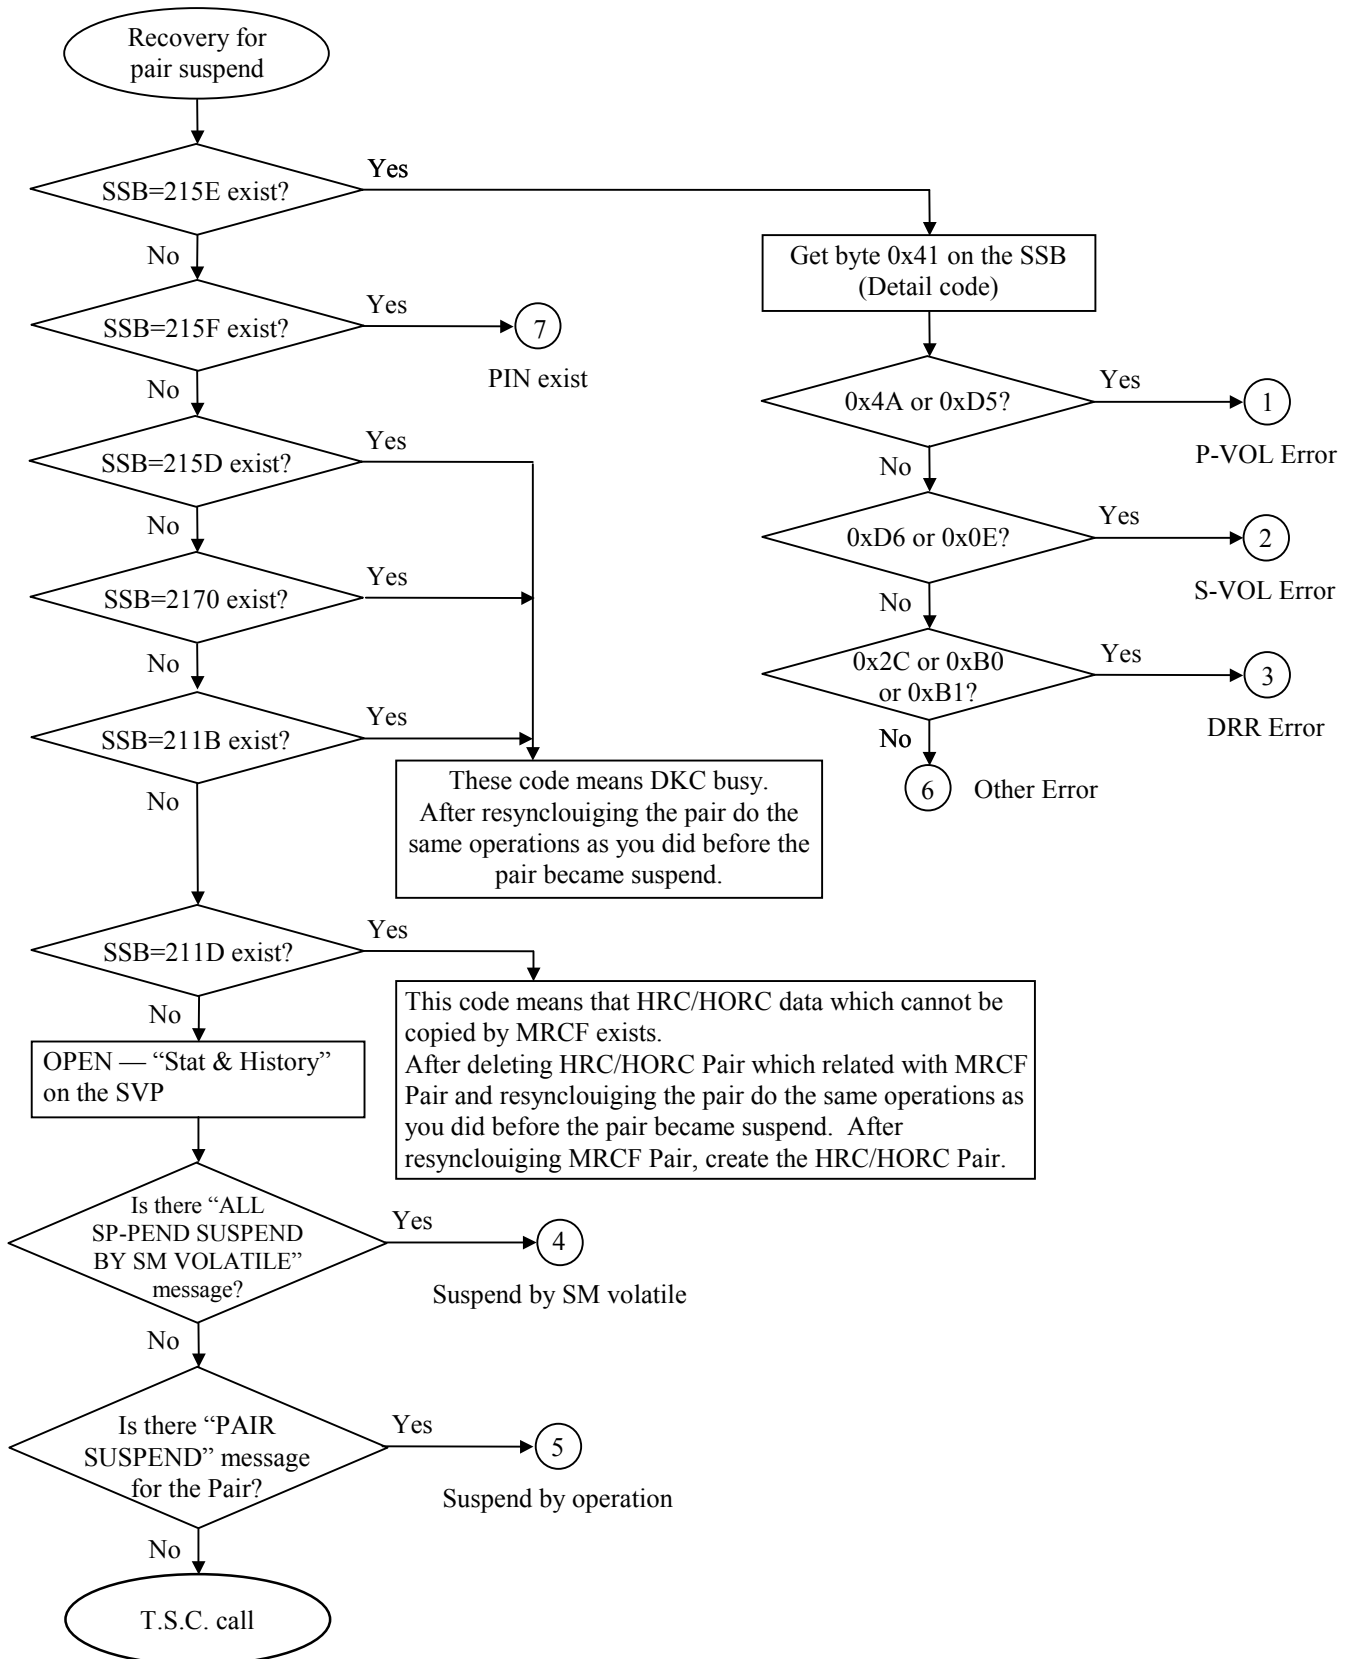 Recovery for
pair suspend
SSB=215E exist?
Yes
No
Get byte 0x41 on the SSB
(Detail code)
SSB=215F exist?
Yes
7
PIN exist
No
0x4A or 0xD5?
Yes
1
P-VOL Error
No
SSB=215D exist?
Yes
No
0xD6 or 0x0E?
Yes
2
S-VOL Error
No
SSB=2170 exist?
Yes
No
0x2C or 0xB0
or 0xB1?
Yes
3
DRR Error
No
6
Other Error
SSB=211B exist?
Yes
No
These code means DKC busy.
After resynclouiging the pair do the
same operations as you did before the
pair became suspend.
SSB=211D exist?
Yes
No
This code means that HRC/HORC data which cannot be
copied by MRCF exists.
After deleting HRC/HORC Pair which related with MRCF
Pair and resynclouiging the pair do the same operations as
you did before the pair became suspend.  After
resynclouiging MRCF Pair, create the HRC/HORC Pair.
OPEN — “Stat & History”
on the SVP
Is there “ALL
SP-PEND SUSPEND
BY SM VOLATILE”
message?
Yes
4
Suspend by SM volatile
No
Is there “PAIR
SUSPEND” message
for the Pair?
Yes
5
Suspend by operation
No
T.S.C. call